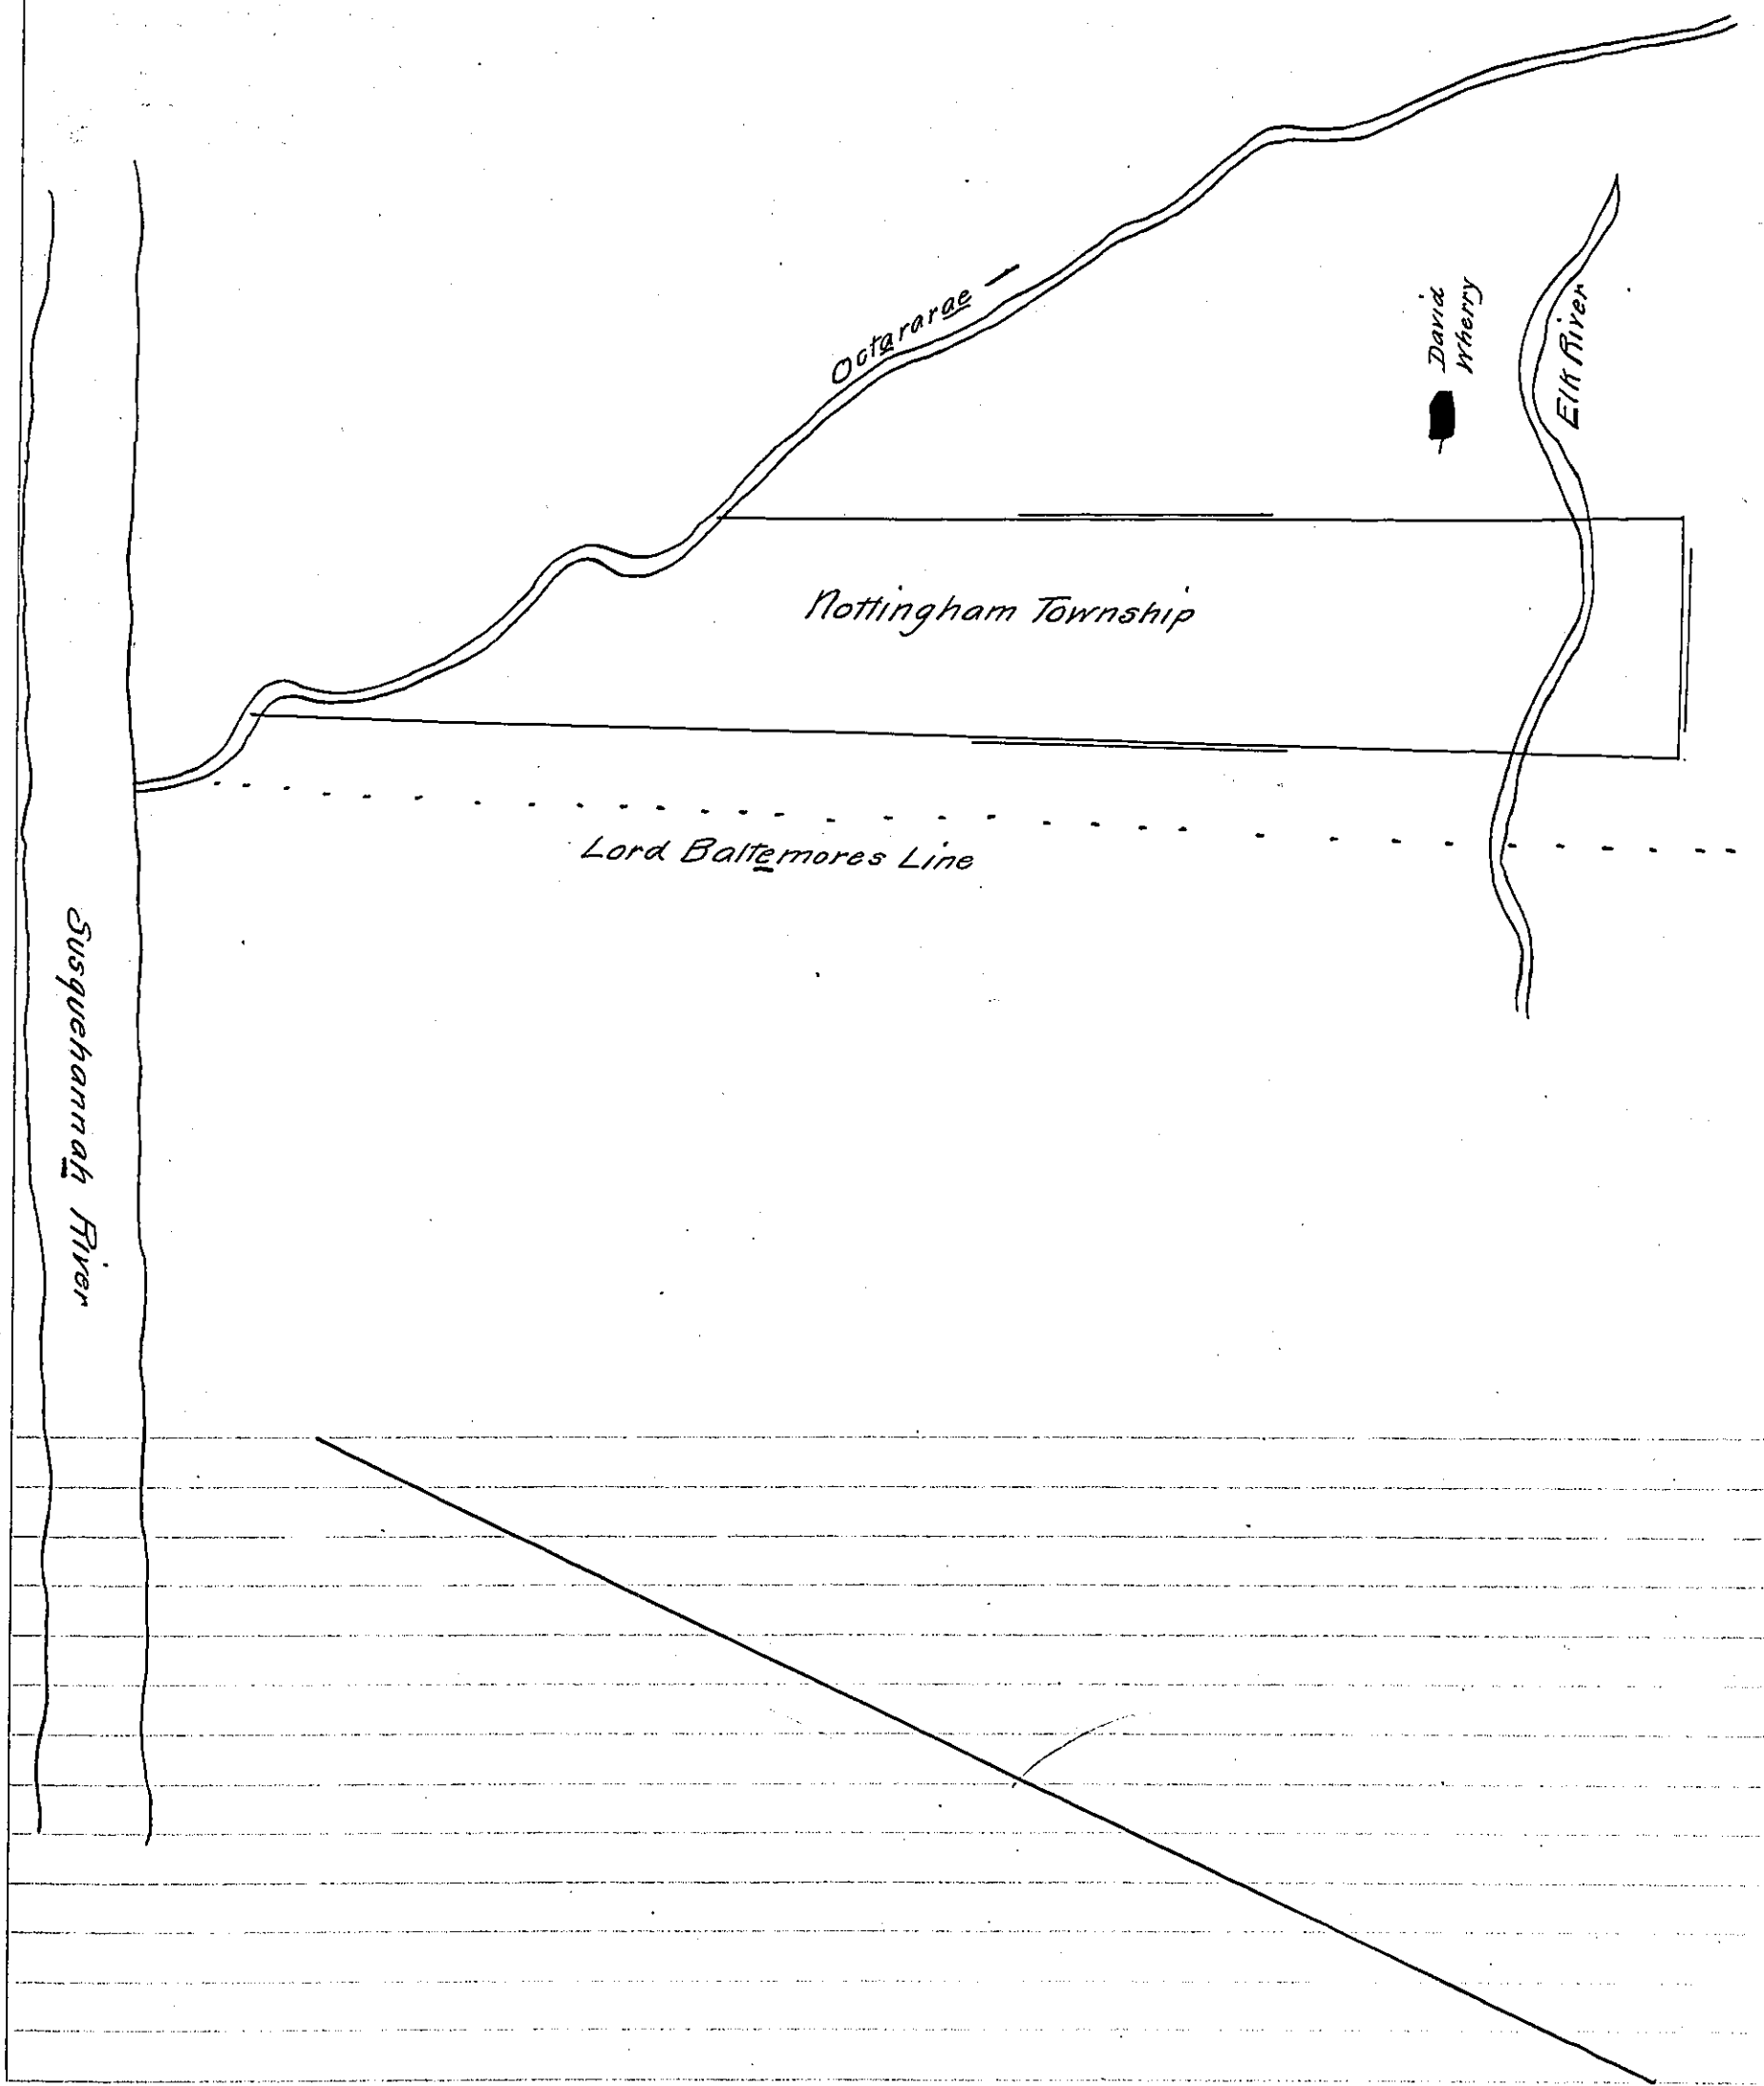 Octararae
David
Wherry
Elk River
Nottingham Township
Lord Baltemores Line
Susquehannah River